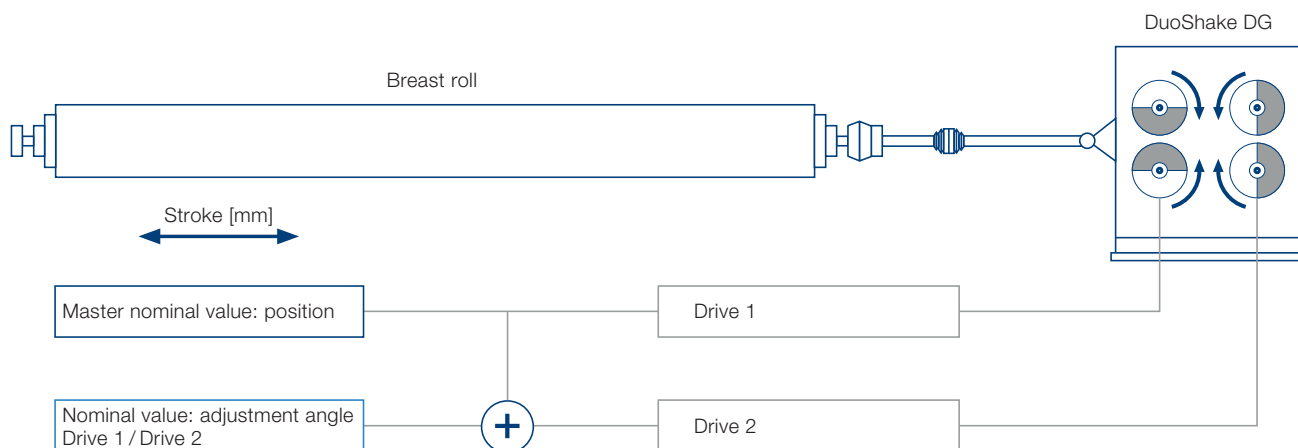 DuoShake DG
Breast roll
Stroke [mm]
Master nominal value: position
Drive 1
Nominal value: adjustment angle
Drive 1 / Drive 2
+
Drive 2